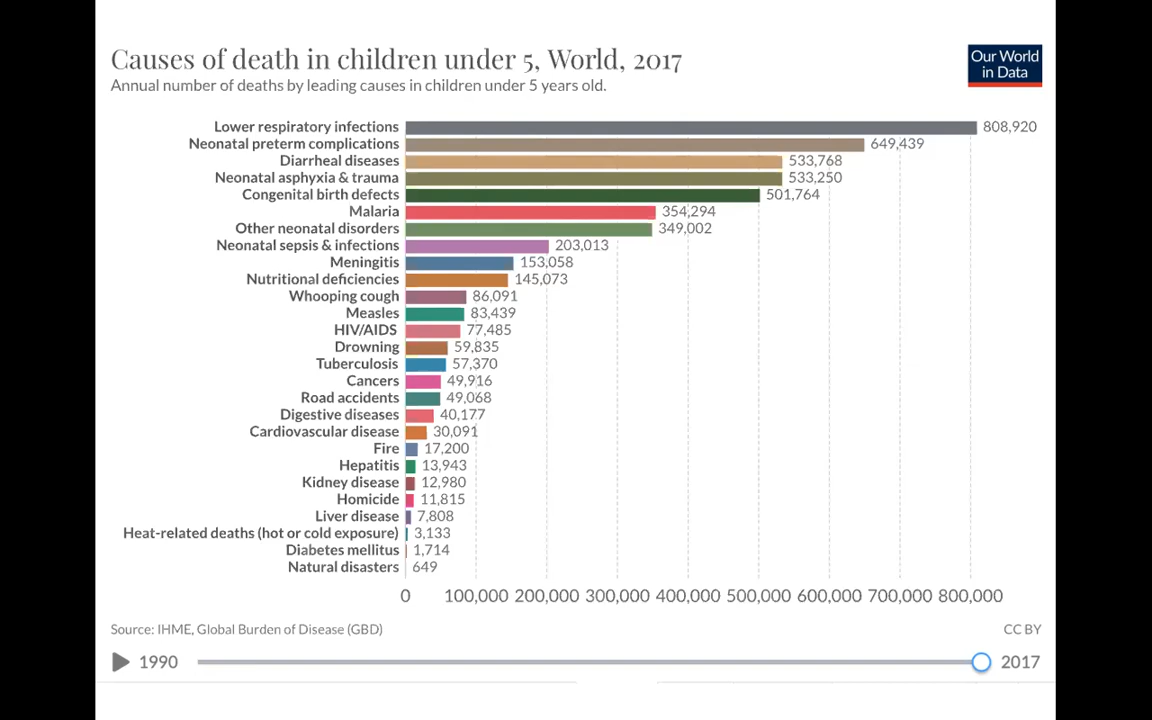 Causes of death in children under 5, World, 2017
Annual number of deaths by leading causes in children under 5 years old.
Our World
in Data
Lower respiratory infections 808,920
Neonatal preterm complications 649,439
Diarrheal diseases 533,768
Neonatal asphyxia & trauma 533,250
Congenital birth defects 501,764
Malaria 354,294
Other neonatal disorders 349,002
Neonatal sepsis & infections 203,013
Meningitis 153,058
Nutritional deficiencies 145,073
Whooping cough 86,091
Measles 83,439
HIV/AIDS 77,485
Drowning 59,835
Tuberculosis 57,370
Cancers 49,916
Road accidents 49,068
Digestive diseases 40,177
Cardiovascular disease 30,091
Fire 17,200
Hepatitis 13,943
Kidney disease 12,980
Homicide 11,815
Liver disease 7,808
Heat-related deaths (hot or cold exposure) 3,133
Diabetes mellitus 1,714
Natural disasters 649
0 100,000 200,000 300,000 400,000 500,000 600,000 700,000 800,000
Source: IHME, Global Burden of Disease (GBD) CC BY
1990 2017